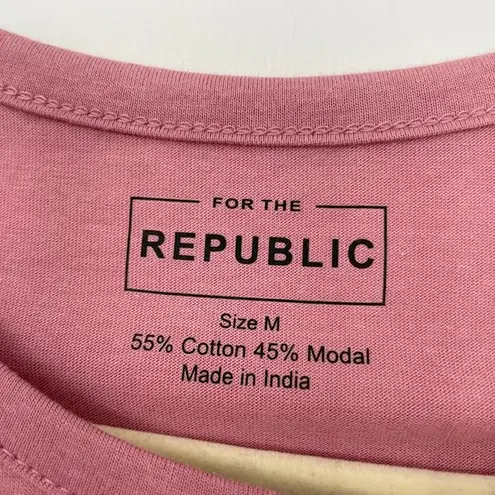 FOR THE
REPUBLIC
Size M
55% Cotton 45% Modal
Made in India